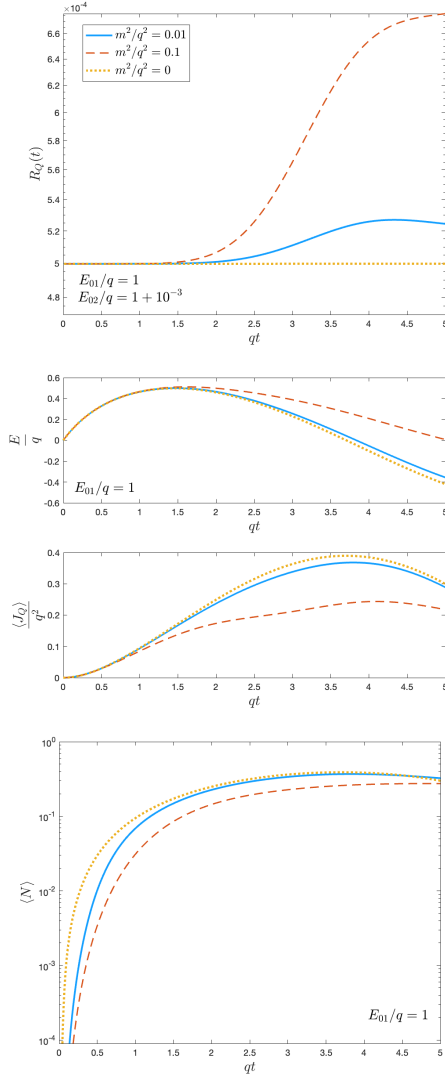 ×10⁻⁴
6.6
6.4
6.2
6
5.8
5.6
5.4
5.2
5
4.8
R_Q(t)
m²/q² = 0.01
m²/q² = 0.1
m²/q² = 0
E₀₁/q = 1
E₀₂/q = 1 + 10⁻³
0 0.5 1 1.5 2 2.5 3 3.5 4 4.5 5
qt
0.6
0.4
0.2
0
-0.2
-0.4
-0.6
E/q
E₀₁/q = 1
0 0.5 1 1.5 2 2.5 3 3.5 4 4.5 5
qt
0.4
0.3
0.2
0.1
0
⟨J_Q⟩/q²
0 0.5 1 1.5 2 2.5 3 3.5 4 4.5 5
qt
10⁰
10⁻¹
10⁻²
10⁻³
10⁻⁴
⟨N⟩
E₀₁/q = 1
0 0.5 1 1.5 2 2.5 3 3.5 4 4.5 5
qt